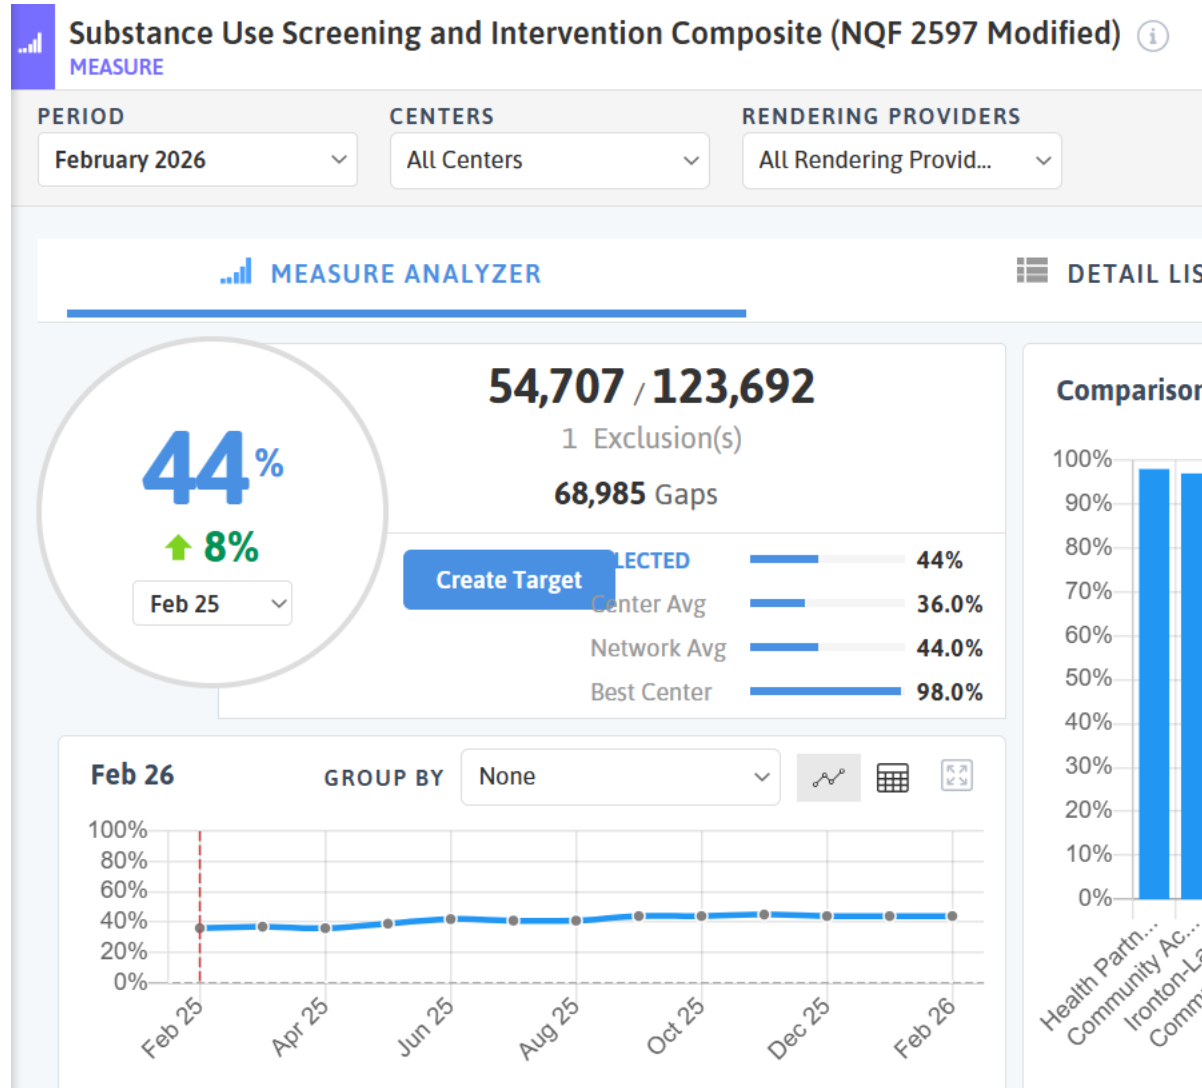 Substance Use Screening and Intervention Composite (NQF 2597 Modified)
MEASURE
PERIOD
CENTERS
RENDERING PROVIDERS
February 2026
All Centers
All Rendering Provid...
MEASURE ANALYZER
DETAIL LIS
44%
8%
Feb 25
54,707 / 123,692
1 Exclusion(s)
68,985 Gaps
Create Target
LECTED 44%
Center Avg 36.0%
Network Avg 44.0%
Best Center 98.0%
Feb 26
GROUP BY
None
100%
80%
60%
40%
20%
0%
Feb 25
Apr 25
Jun 25
Aug 25
Oct 25
Dec 25
Feb 26
Comparison
100%
90%
80%
70%
60%
50%
40%
30%
20%
10%
0%
Health Partn...
Community Ac...
Ironton-La
Comm